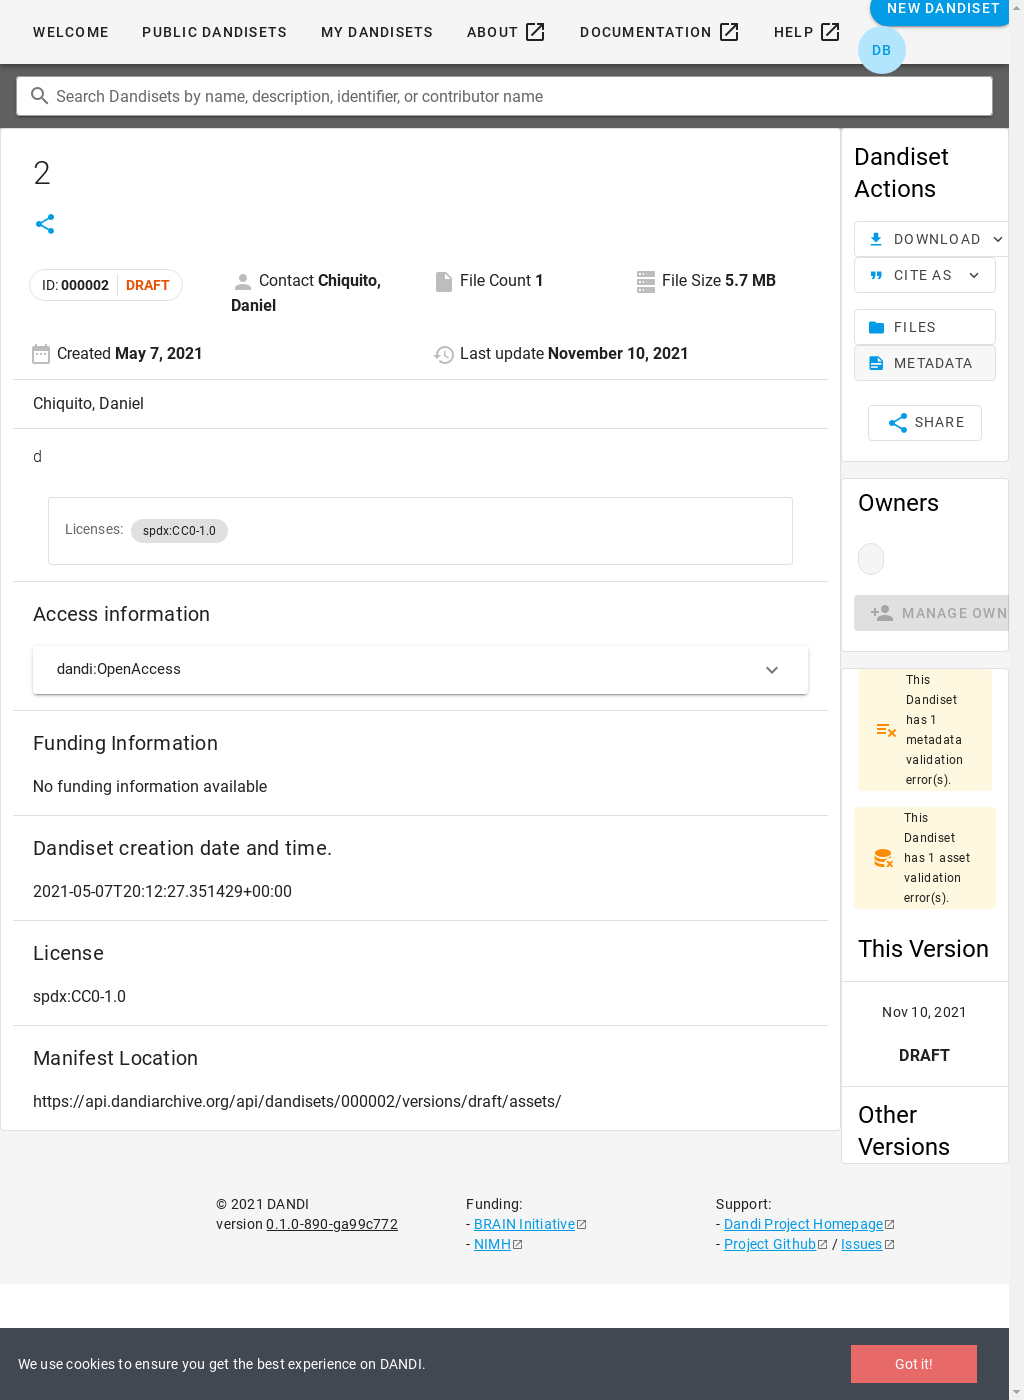 WELCOME
PUBLIC DANDISETS
MY DANDISETS
ABOUT
DOCUMENTATION
HELP
NEW DANDISET
DB
Search Dandisets by name, description, identifier, or contributor name
2
ID: 000002 DRAFT
Contact Chiquito,
Daniel
File Count 1
File Size 5.7 MB
Created May 7, 2021
Last update November 10, 2021
Chiquito, Daniel
d
Licenses: spdx:CC0-1.0
Access information
dandi:OpenAccess
Funding Information
No funding information available
Dandiset creation date and time.
2021-05-07T20:12:27.351429+00:00
License
spdx:CC0-1.0
Manifest Location
https://api.dandiarchive.org/api/dandisets/000002/versions/draft/assets/
Dandiset
Actions
DOWNLOAD
CITE AS
FILES
METADATA
SHARE
Owners
MANAGE OWN
This
Dandiset
has 1
metadata
validation
error(s).
This
Dandiset
has 1 asset
validation
error(s).
This Version
Nov 10, 2021
DRAFT
Other
Versions
© 2021 DANDI
version 0.1.0-890-ga99c772
Funding:
- BRAIN Initiative
- NIMH
Support:
- Dandi Project Homepage
- Project Github / Issues
We use cookies to ensure you get the best experience on DANDI.
Got it!